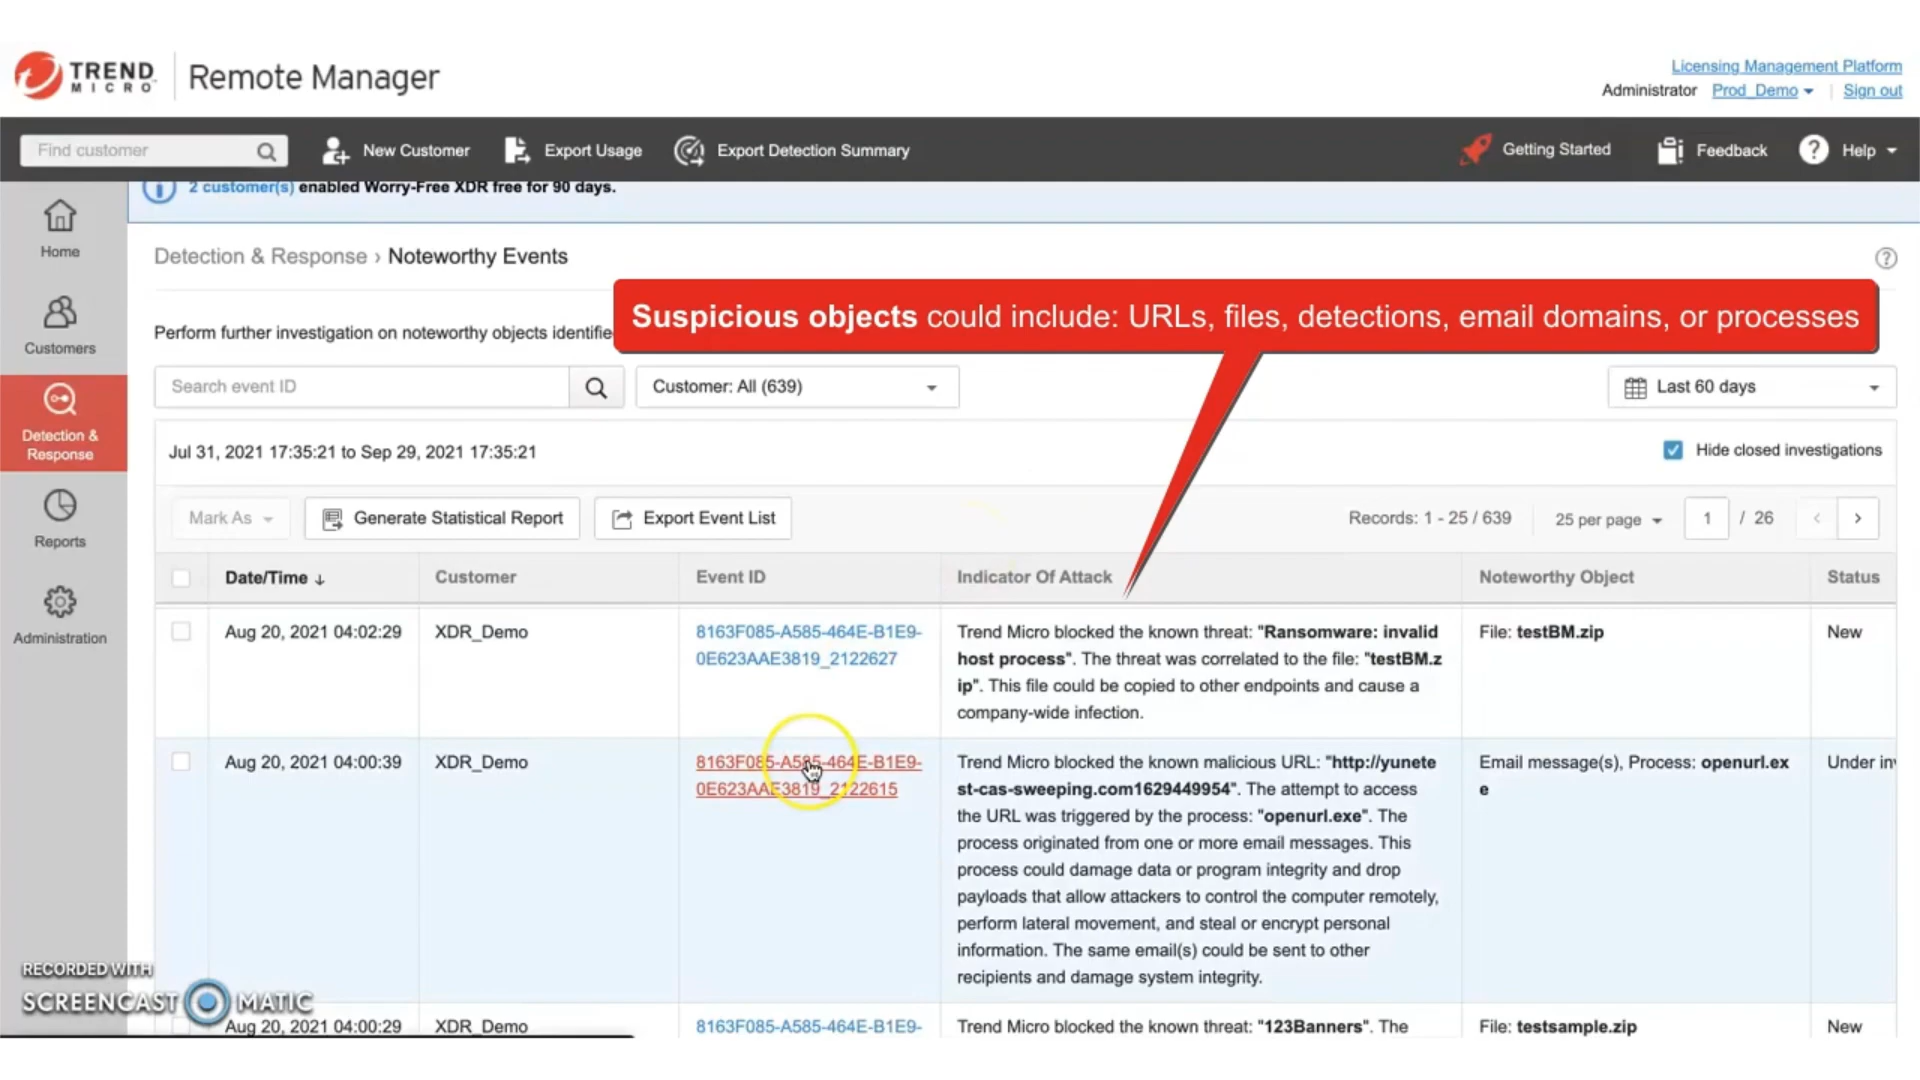 TREND MICRO Remote Manager
Licensing Management Platform
Administrator Prod_Demo Sign out
Find customer New Customer Export Usage Export Detection Summary Getting Started Feedback ? Help
2 customer(s) enabled Worry-Free XDR free for 90 days.
Home
Customers
Detection & Response
Reports
Administration
Detection & Response › Noteworthy Events
Suspicious objects could include: URLs, files, detections, email domains, or processes
Perform further investigation on noteworthy objects
Search event ID Customer: All (639) Last 60 days
Jul 31, 2021 17:35:21 to Sep 29, 2021 17:35:21 Hide closed investigations
Mark As Generate Statistical Report Export Event List Records: 1 - 25 / 639 25 per page 1 / 26
Date/Time ↓ Customer Event ID Indicator Of Attack Noteworthy Object Status
Aug 20, 2021 04:02:29 XDR_Demo 8163F085-A585-464E-B1E9- Trend Micro blocked the known threat: "Ransomware: invalid File: testBM.zip New
0E623AAE3819_2122627 host process". The threat was correlated to the file: "testBM.z
ip". This file could be copied to other endpoints and cause a
company-wide infection.
Aug 20, 2021 04:00:39 XDR_Demo 8163F085-A585-464E-B1E9- Trend Micro blocked the known malicious URL: "http://yunete Email message(s), Process: openurl.ex Under
0E623AAE3819_2122615 st-cas-sweeping.com1629449954". The attempt to access e
the URL was triggered by the process: "openurl.exe". The
process originated from one or more email messages. This
process could damage data or program integrity and drop
payloads that allow attackers to control the computer remotely,
perform lateral movement, and steal or encrypt personal
information. The same email(s) could be sent to other
recipients and damage system integrity.
RECORDED WITH
SCREENCAST MATIC
Aug 20, 2021 04:00:29 XDR_Demo 8163F085-A585-464E-B1E9- Trend Micro blocked the known threat: "123Banners". The File: testsample.zip New